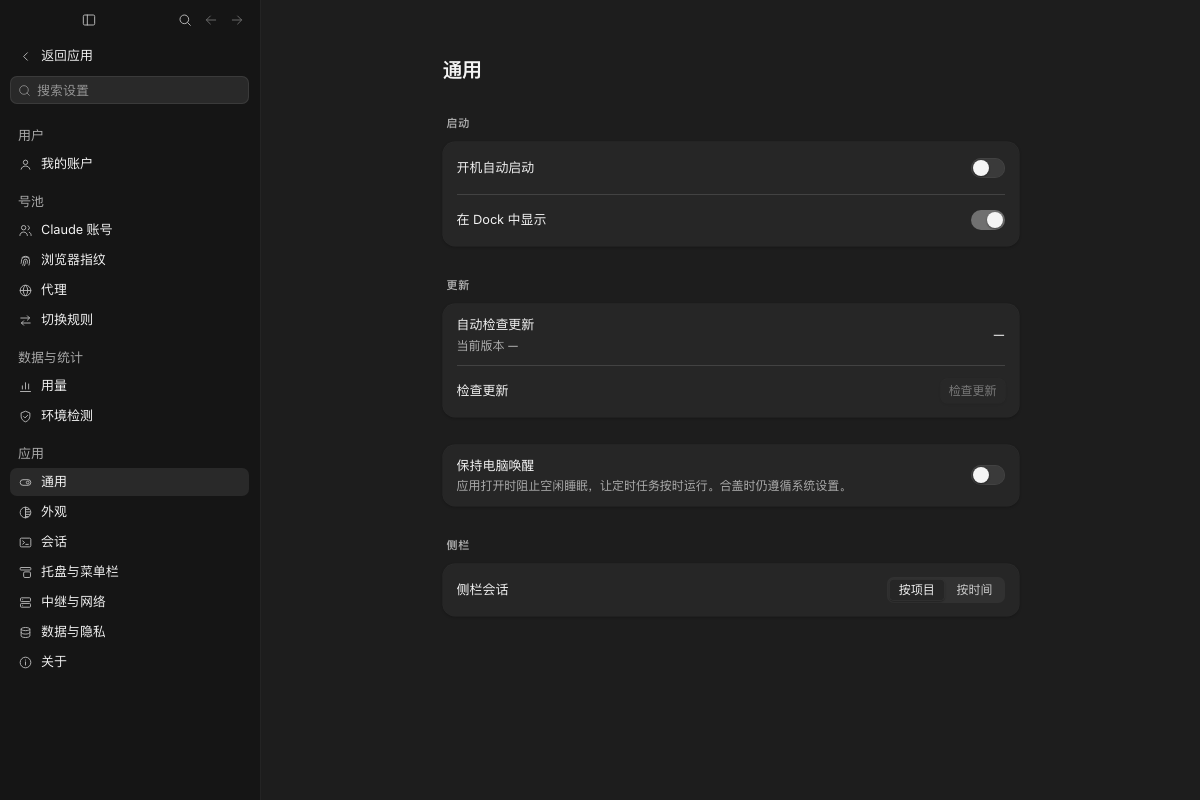 返回应用
搜索设置
用户
我的账户
号池
Claude 账号
浏览器指纹
代理
切换规则
数据与统计
用量
环境检测
应用
通用
外观
会话
托盘与菜单栏
中继与网络
数据与隐私
关于
通用
启动
开机自动启动
在 Dock 中显示
更新
自动检查更新
当前版本 —
—
检查更新
检查更新
保持电脑唤醒
应用打开时阻止空闲睡眠，让定时任务按时运行。合盖时仍遵循系统设置。
侧栏
侧栏会话
按项目
按时间